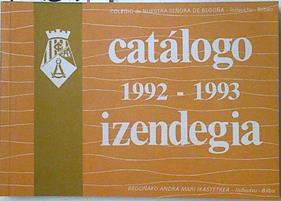 COLEGIO de NUESTRA SEÑORA DE BEGOÑA - Indautxu - Bilbao
catálogo
1992 - 1993
izendegia
BEGOÑAKO ANDRA MARI IKASTETXEA - Indautxu - Bilbo